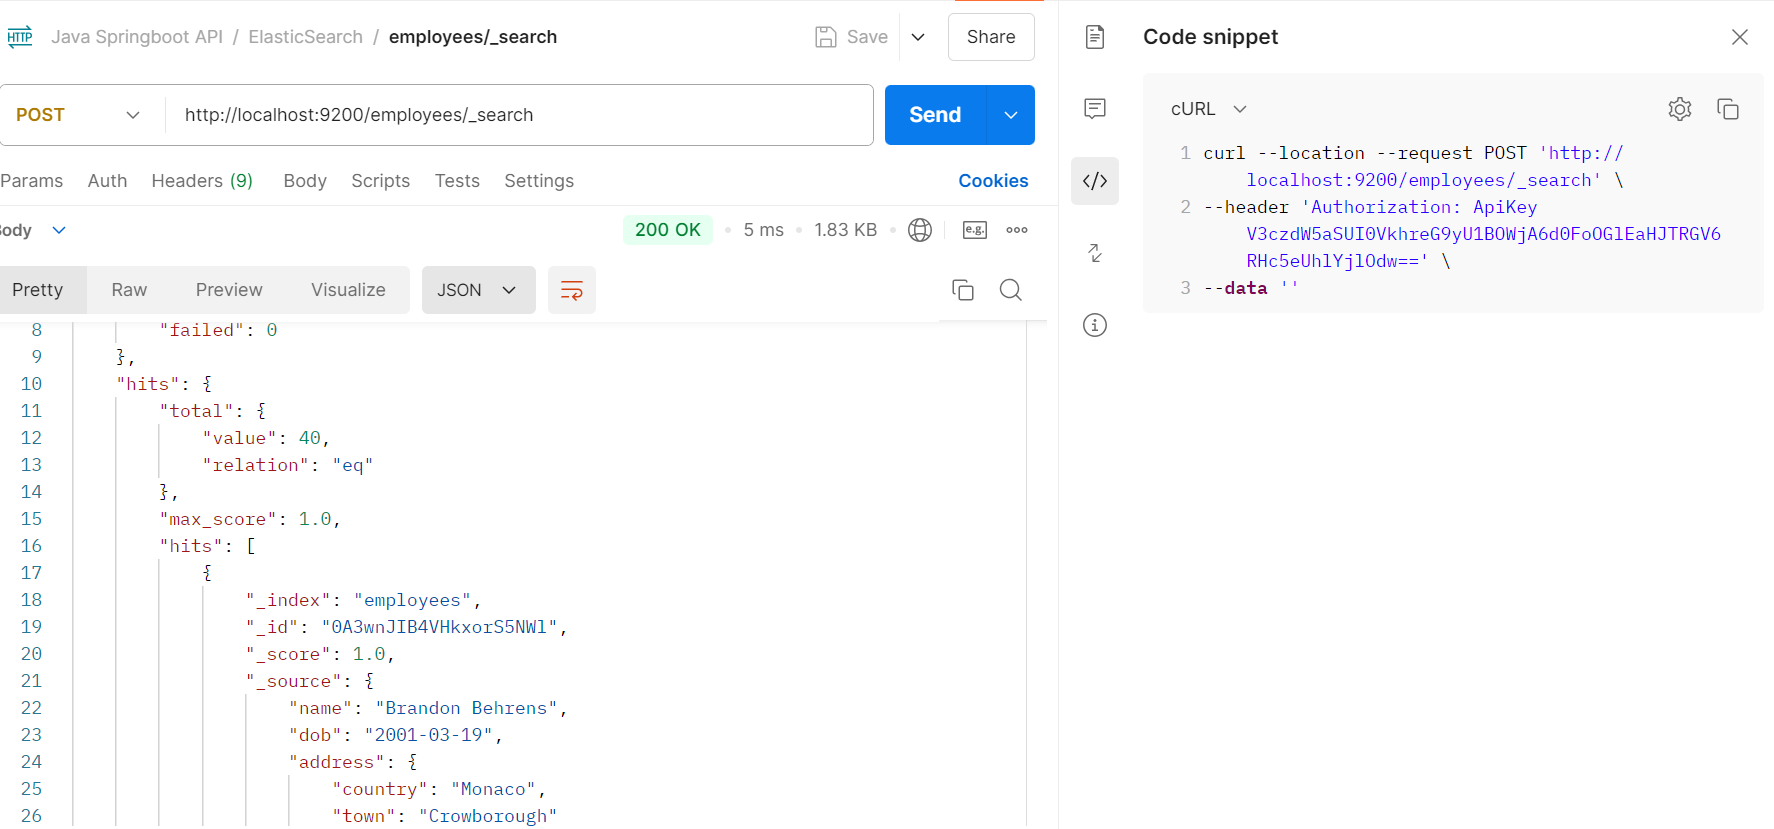 HTTP Java Springboot API / ElasticSearch / employees/_search Save Share
POST http://localhost:9200/employees/_search Send
Params Auth Headers (9) Body Scripts Tests Settings Cookies
Body 200 OK 5 ms 1.83 KB e.g.
Pretty Raw Preview Visualize JSON
8 "failed": 0
9 },
10 "hits": {
11 "total": {
12 "value": 40,
13 "relation": "eq"
14 },
15 "max_score": 1.0,
16 "hits": [
17 {
18 "_index": "employees",
19 "_id": "0A3wnJIB4VHkxorS5NWl",
20 "_score": 1.0,
21 "_source": {
22 "name": "Brandon Behrens",
23 "dob": "2001-03-19",
24 "address": {
25 "country": "Monaco",
26 "town": "Crowborough"
Code snippet
cURL
1 curl --location --request POST 'http://
localhost:9200/employees/_search' \
2 --header 'Authorization: ApiKey
V3czdW5aSUI0VkhreG9yU1BOWjA6d0FoOGlEaHJTRGV6
RHc5eUhlYjlOdw==' \
3 --data ''